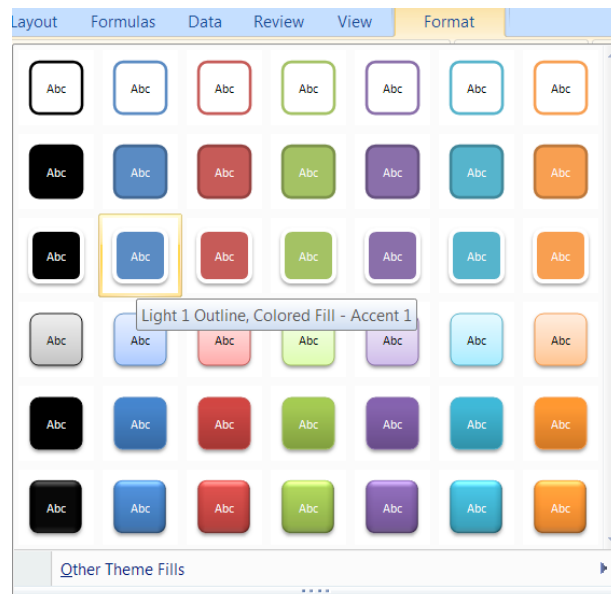 Layout Formulas Data Review View Format
Abc Abc Abc Abc Abc Abc Abc
Abc Abc Abc Abc Abc Abc Abc
Abc Abc Abc Abc Abc Abc Abc
Light 1 Outline, Colored Fill - Accent 1
Abc Abc Abc Abc Abc Abc Abc
Abc Abc Abc Abc Abc Abc Abc
Abc Abc Abc Abc Abc Abc Abc
Other Theme Fills